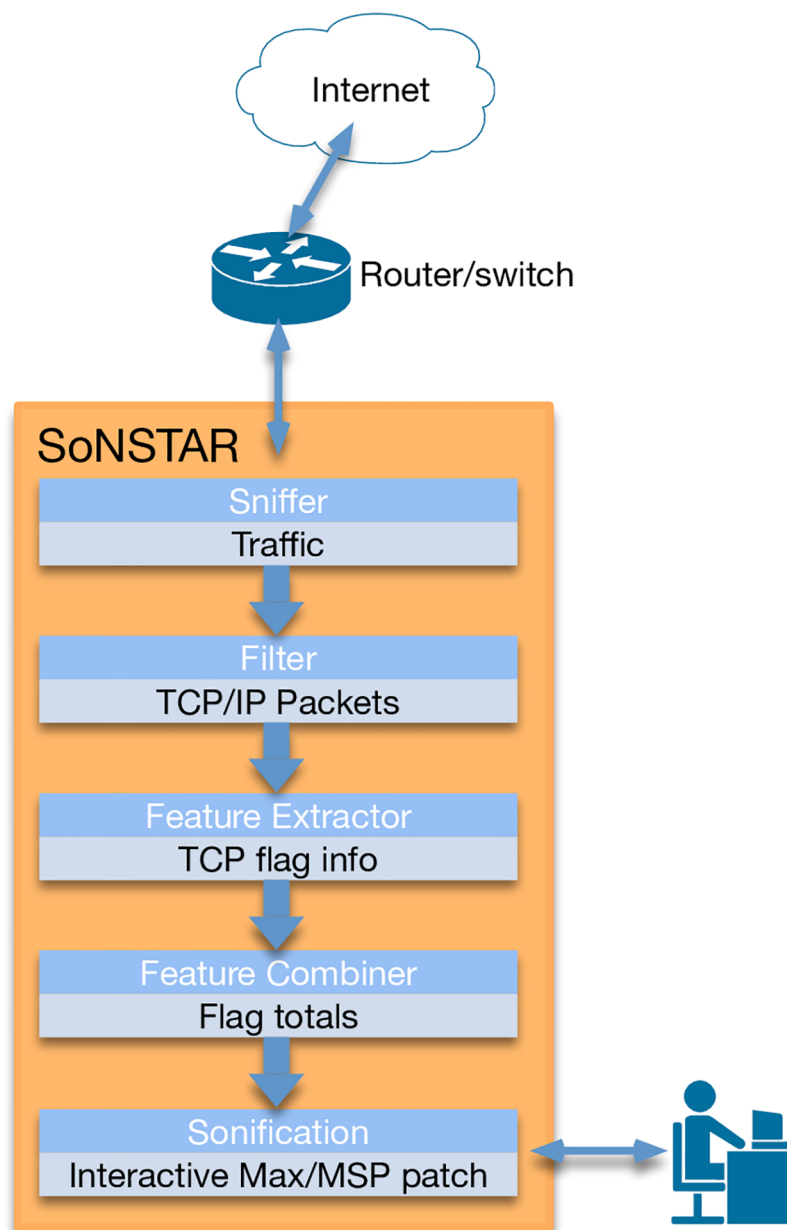 Internet
Router/switch
SoNSTAR
Sniffer
Traffic
Filter
TCP/IP Packets
Feature Extractor
TCP flag info
Feature Combiner
Flag totals
Sonification
Interactive Max/MSP patch